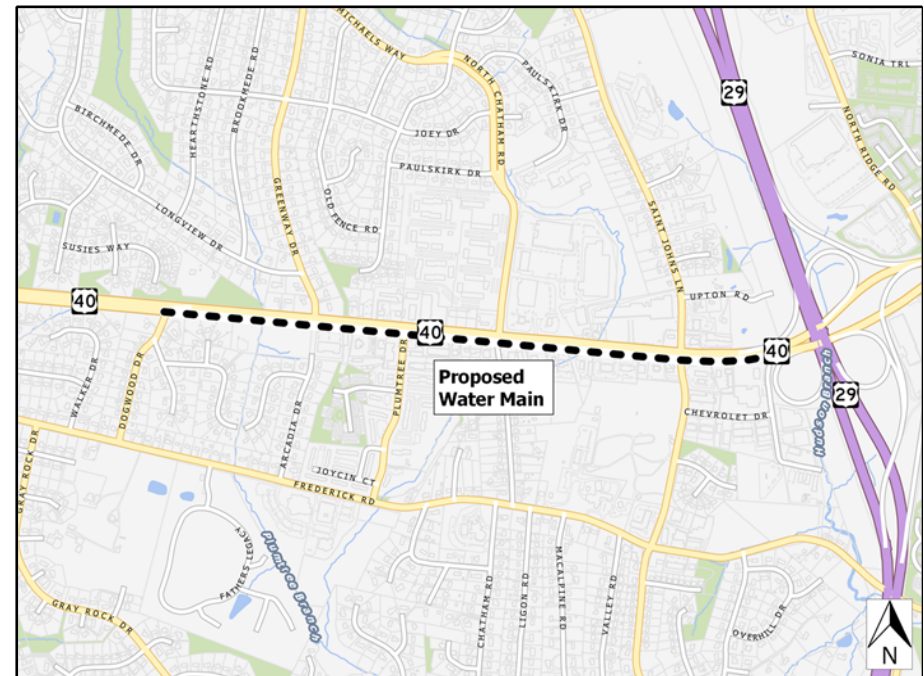 MICHAELS WAY
NORTH CHATHAM RD
PAULSKIRK DR
SONIA TRL
29
NORTH RIDGE RD
HEARTHSTONE RD
BROOKMEDE RD
BIRCHMEDE DR
JOEY DR
PAULSKIRK DR
GREENWAY DR
OLD FENCE RD
SAINT JOHNS LN
LONGVIEW DR
SUSIES WAY
UPTON RD
40
40
40
Proposed
Water Main
WALKER DR
DOGWOOD DR
PLUMTREE DR
29
Hudson Branch
CHEVROLET DR
ARCADIA DR
GRAY ROCK DR
JOYCIN CT
FREDERICK RD
FATHERS LEGACY
Plumtree Branch
CHATHAM RD
LIGON RD
MACALPINE RD
VALLEY RD
OVERHILL DR
GRAY ROCK DR
N